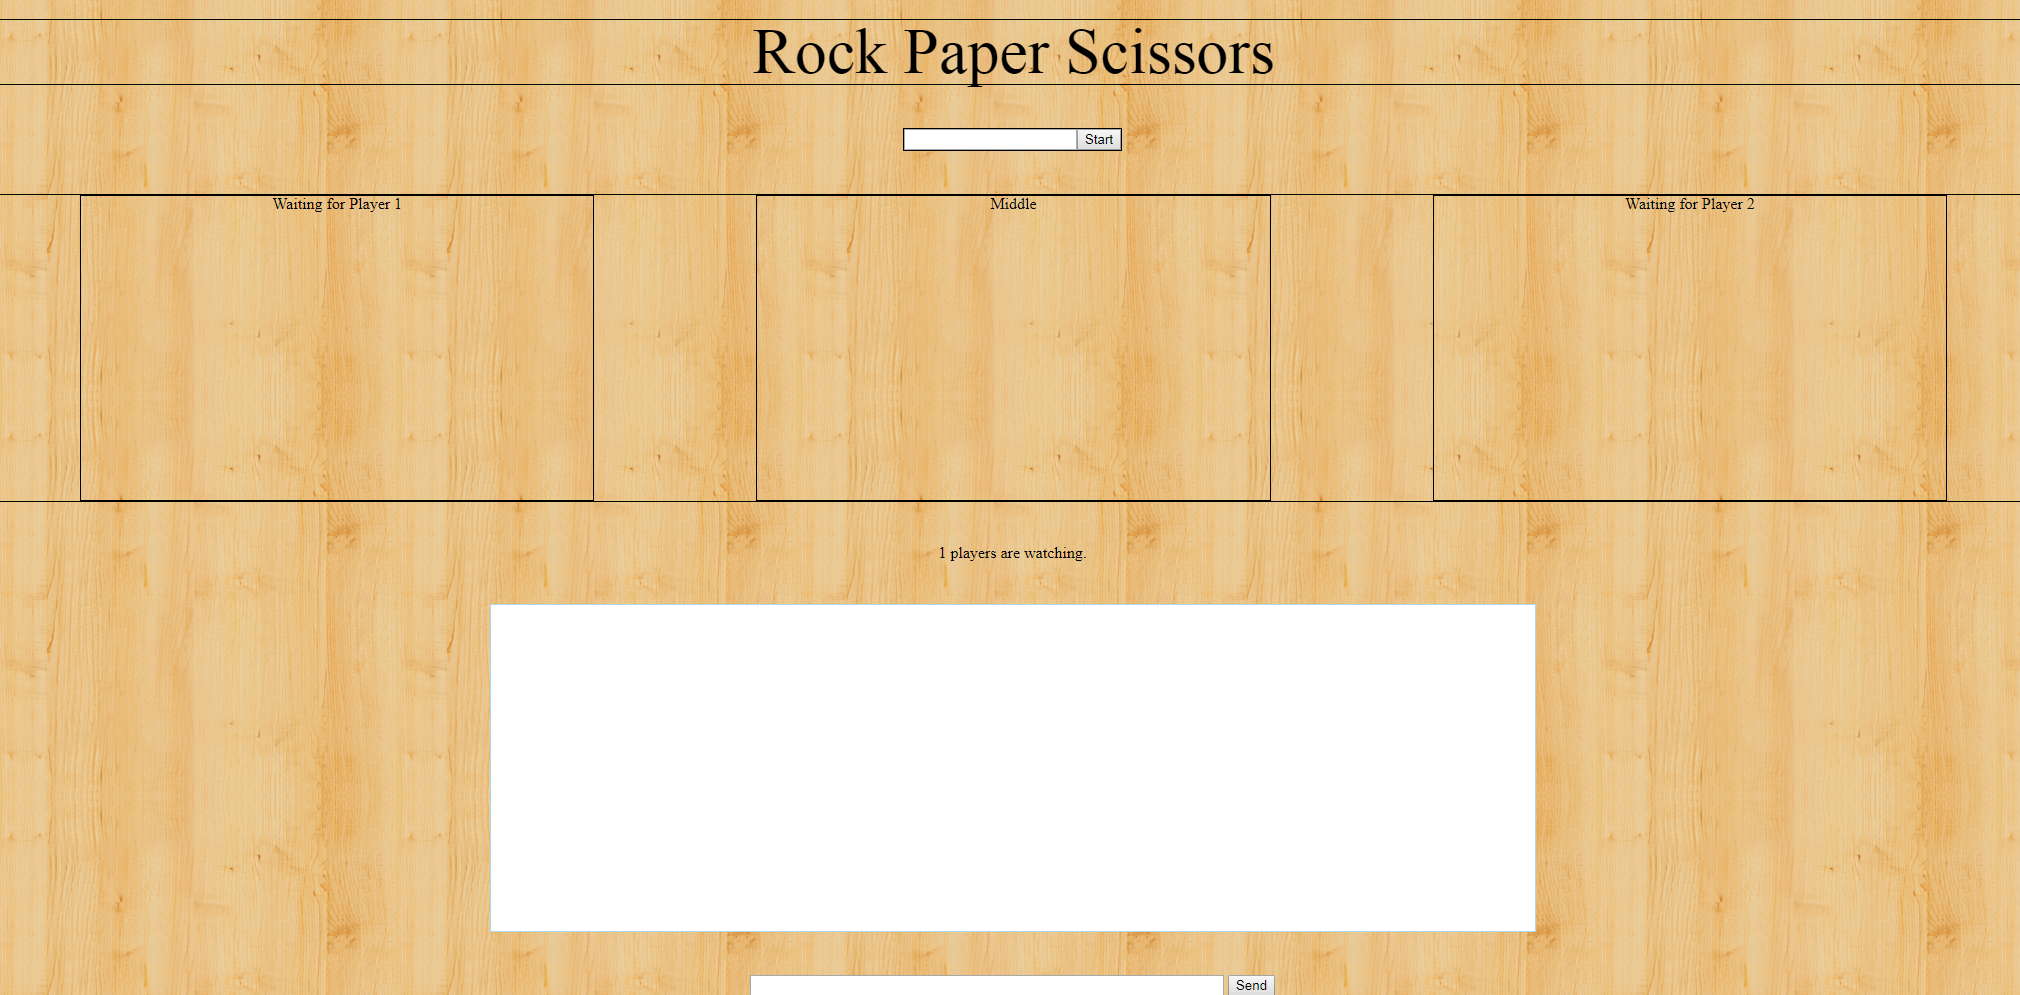 Rock Paper Scissors
Start
Waiting for Player 1
Middle
Waiting for Player 2
1 players are watching.
Send